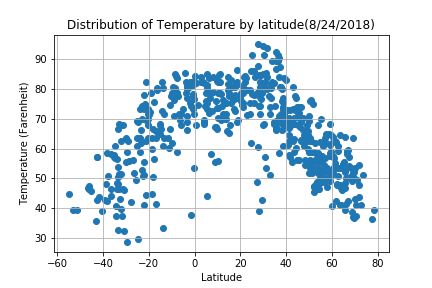 Distribution of Temperature by latitude(8/24/2018)
90
80
70
60
50
40
30
Temperature (Farenheit)
−60 −40 −20 0 20 40 60 80
Latitude